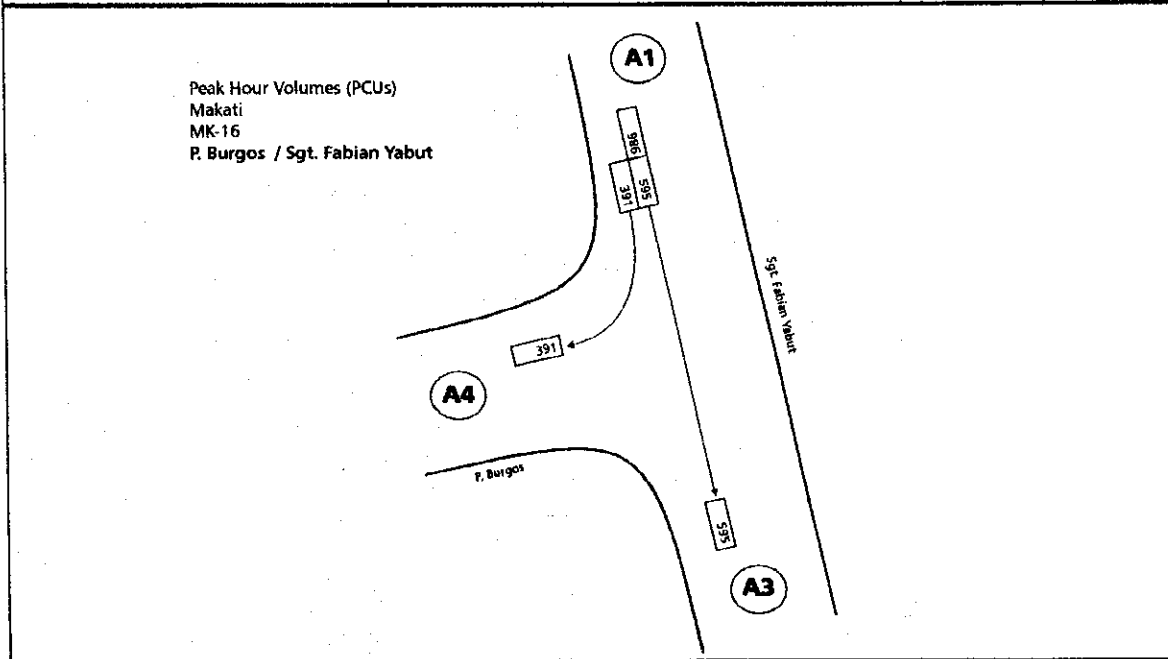 Peak Hour Volumes (PCUs)
Makati
MK-16
P. Burgos / Sgt. Fabian Yabut
A1
986
391
595
Sgt. Fabian Yabut
391
A4
P. Burgos
595
A3